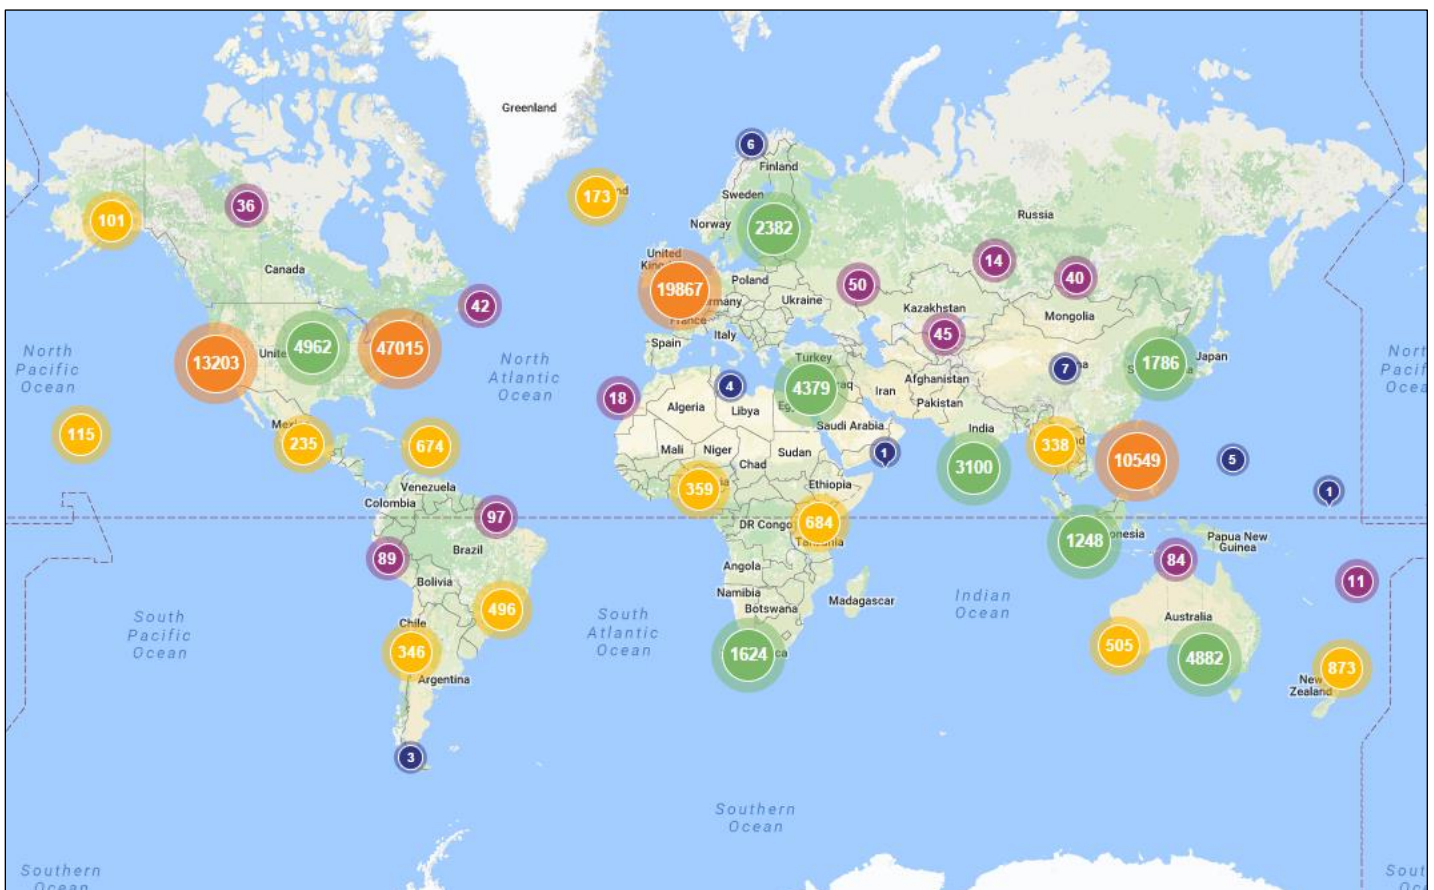 Greenland
6
Finland
173
Sweden
36
101
Norway
2382
Russia
United
14
Canada
40
50
Poland
19867
Ukraine
42
Kazakhstan
Mongolia
45
France
Italy
Spain
4962
47015
13203
North
Pacific
Ocean
North
Atlantic
Ocean
Turkey
1786
Japan
7
Afghanistan
Iran
Pakistan
4379
4
18
Algeria
Libya
Saudi Arabia
India
115
235
674
338
10549
5
1
3100
Mali
Niger
Chad
Sudan
Ethiopia
359
1
Venezuela
Colombia
97
DR Congo
684
Tanzania
1248
Papua New
Guinea
89
Brazil
84
11
Bolivia
Angola
Namibia
Botswana
Madagascar
Indian
Ocean
Australia
South
Pacific
Ocean
South
Atlantic
Ocean
496
Chile
346
Argentina
1624
505
4882
873
New
Zealand
3
Southern
Ocean
Southern
Ocean